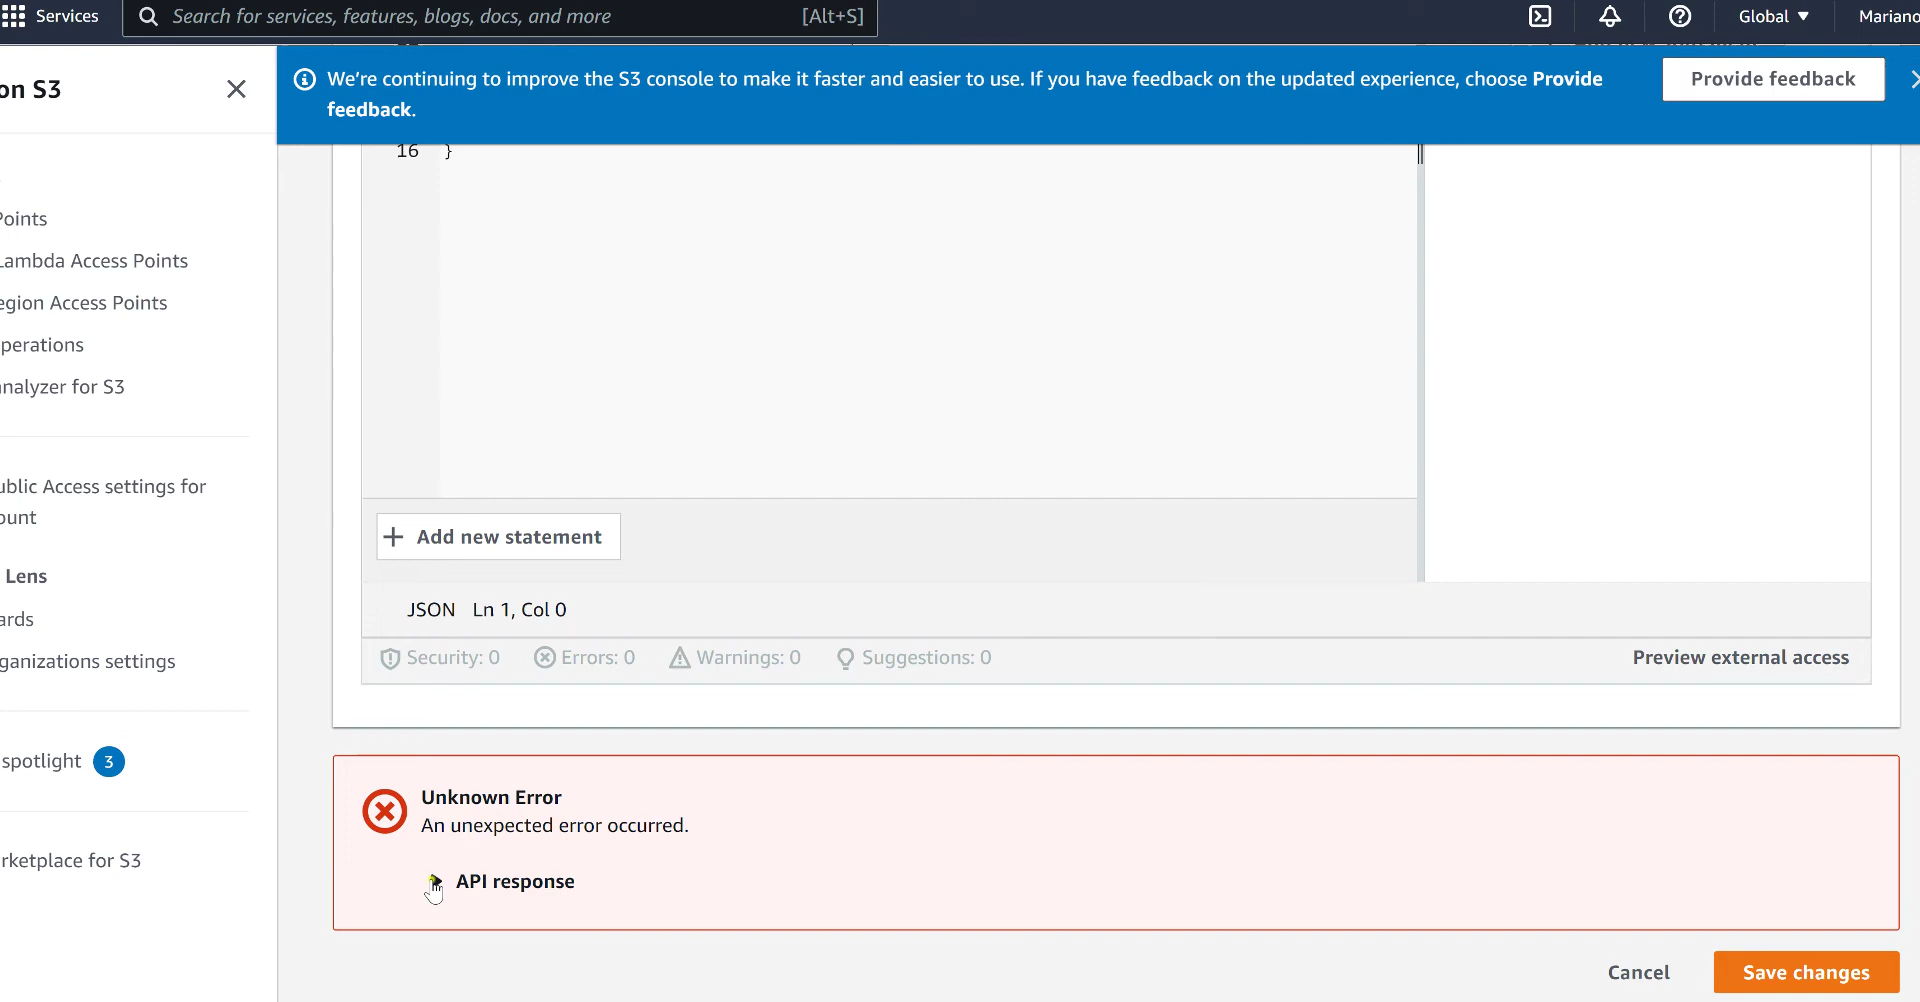 Services
Search for services, features, blogs, docs, and more [Alt+S]
Global ▼
Mariano
on S3
We're continuing to improve the S3 console to make it faster and easier to use. If you have feedback on the updated experience, choose Provide
feedback.
Provide feedback
16 }
Points
Lambda Access Points
egion Access Points
perations
analyzer for S3
ublic Access settings for
ount
Lens
ards
ganizations settings
spotlight 3
rketplace for S3
+ Add new statement
JSON Ln 1, Col 0
Security: 0 Errors: 0 Warnings: 0 Suggestions: 0
Preview external access
Unknown Error
An unexpected error occurred.
API response
Cancel
Save changes